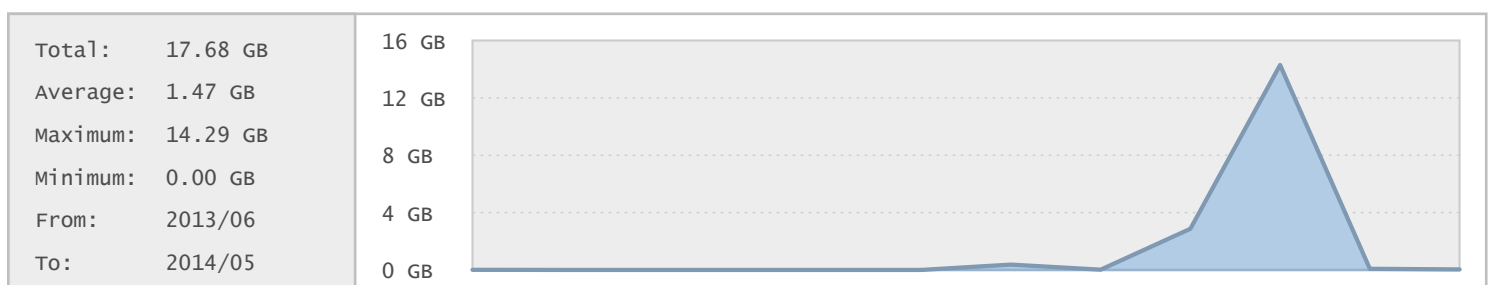 Total: 17.68 GB
Average: 1.47 GB
Maximum: 14.29 GB
Minimum: 0.00 GB
From: 2013/06
To: 2014/05
16 GB
12 GB
8 GB
4 GB
0 GB